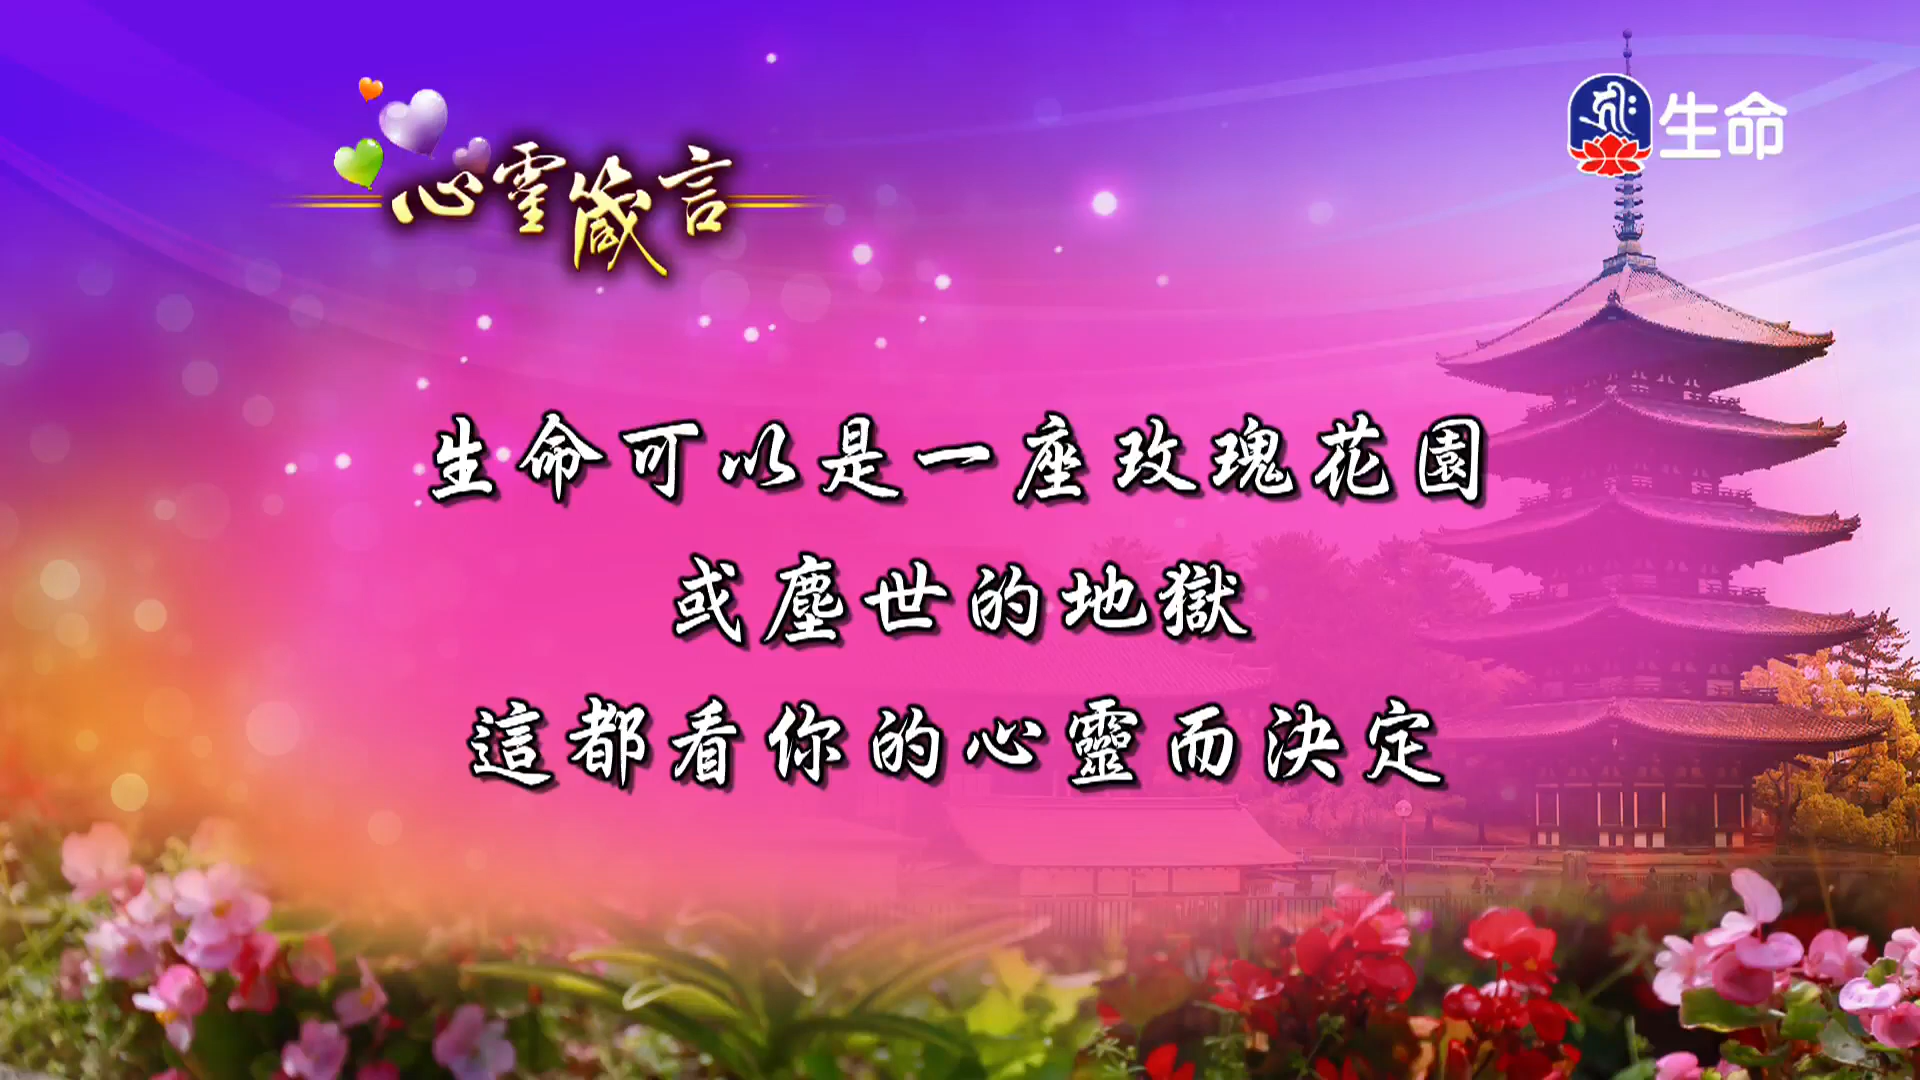 心靈箴言
生命
生命可以是一座玫瑰花園
或塵世的地獄
這都看你的心靈而決定